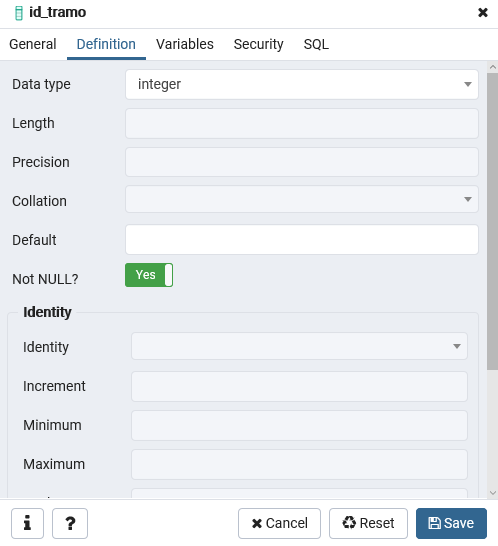 id_tramo
General Definition Variables Security SQL
Data type integer
Length
Precision
Collation
Default
Not NULL? Yes
Identity
Identity
Increment
Minimum
Maximum
Cancel Reset Save